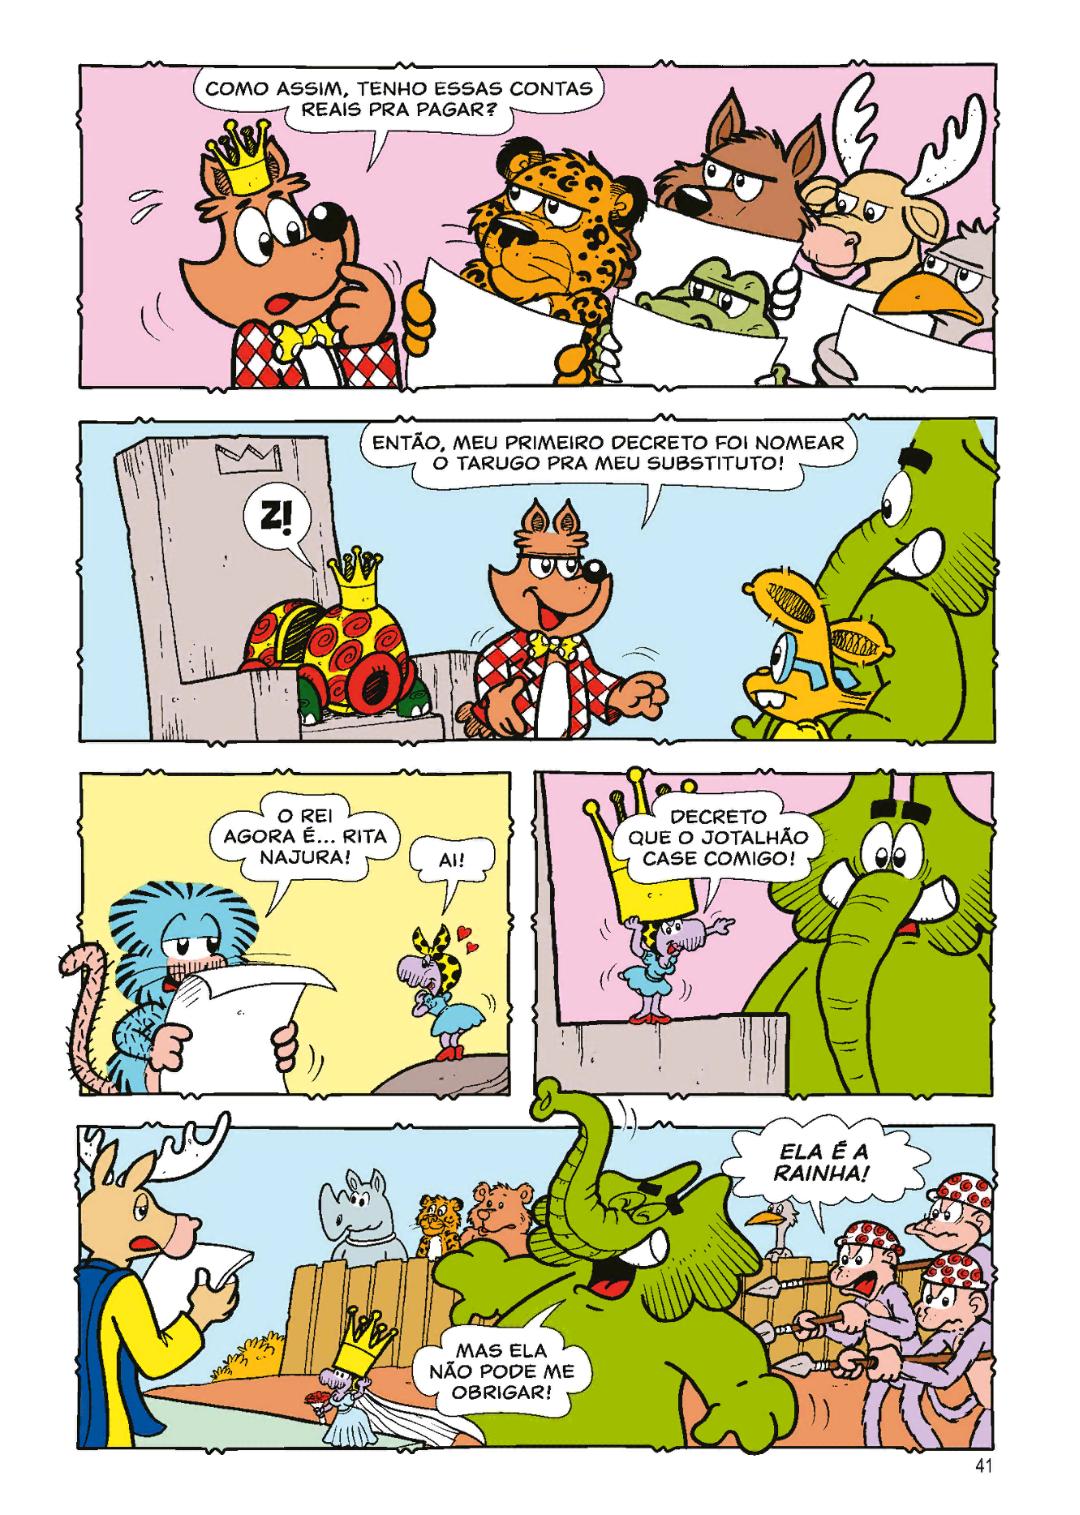 COMO ASSIM, TENHO ESSAS CONTAS
REAIS PRA PAGAR?
ENTÃO, MEU PRIMEIRO DECRETO FOI NOMEAR
O TARUGO PRA MEU SUBSTITUTO!
Z!
O REI
AGORA É... RITA
NAJURA!
AI!
DECRETO
QUE O JOTALHÃO
CASE COMIGO!
ELA É A
RAINHA!
MAS ELA
NÃO PODE ME
OBRIGAR!
41